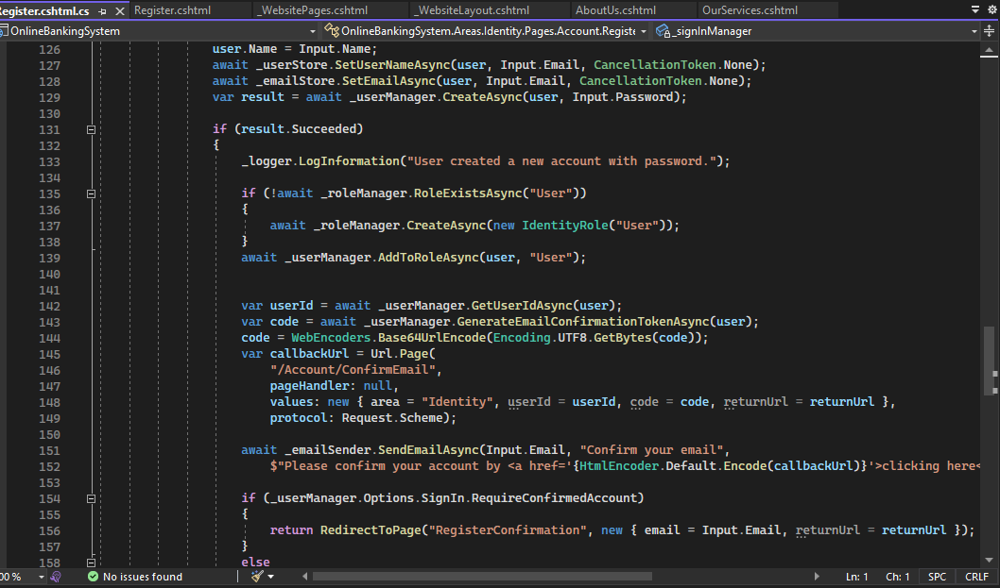 Register.cshtml.cs Register.cshtml _WebsitePages.cshtml _WebsiteLayout.cshtml AboutUs.cshtml OurServices.cshtml
OnlineBankingSystem OnlineBankingSystem.Areas.Identity.Pages.Account.Registe _signInManager
126 user.Name = Input.Name;
127 await _userStore.SetUserNameAsync(user, Input.Email, CancellationToken.None);
128 await _emailStore.SetEmailAsync(user, Input.Email, CancellationToken.None);
129 var result = await _userManager.CreateAsync(user, Input.Password);
130
131 if (result.Succeeded)
132 {
133 _logger.LogInformation("User created a new account with password.");
134
135 if (!await _roleManager.RoleExistsAsync("User"))
136 {
137 await _roleManager.CreateAsync(new IdentityRole("User"));
138 }
139 await _userManager.AddToRoleAsync(user, "User");
140
141
142 var userId = await _userManager.GetUserIdAsync(user);
143 var code = await _userManager.GenerateEmailConfirmationTokenAsync(user);
144 code = WebEncoders.Base64UrlEncode(Encoding.UTF8.GetBytes(code));
145 var callbackUrl = Url.Page(
146 "/Account/ConfirmEmail",
147 pageHandler: null,
148 values: new { area = "Identity", userId = userId, code = code, returnUrl = returnUrl },
149 protocol: Request.Scheme);
150
151 await _emailSender.SendEmailAsync(Input.Email, "Confirm your email",
152 $"Please confirm your account by <a href='{HtmlEncoder.Default.Encode(callbackUrl)}'>clicking here<
153
154 if (_userManager.Options.SignIn.RequireConfirmedAccount)
155 {
156 return RedirectToPage("RegisterConfirmation", new { email = Input.Email, returnUrl = returnUrl });
157 }
158 else
00 % No issues found Ln: 1 Ch: 1 SPC CRLF